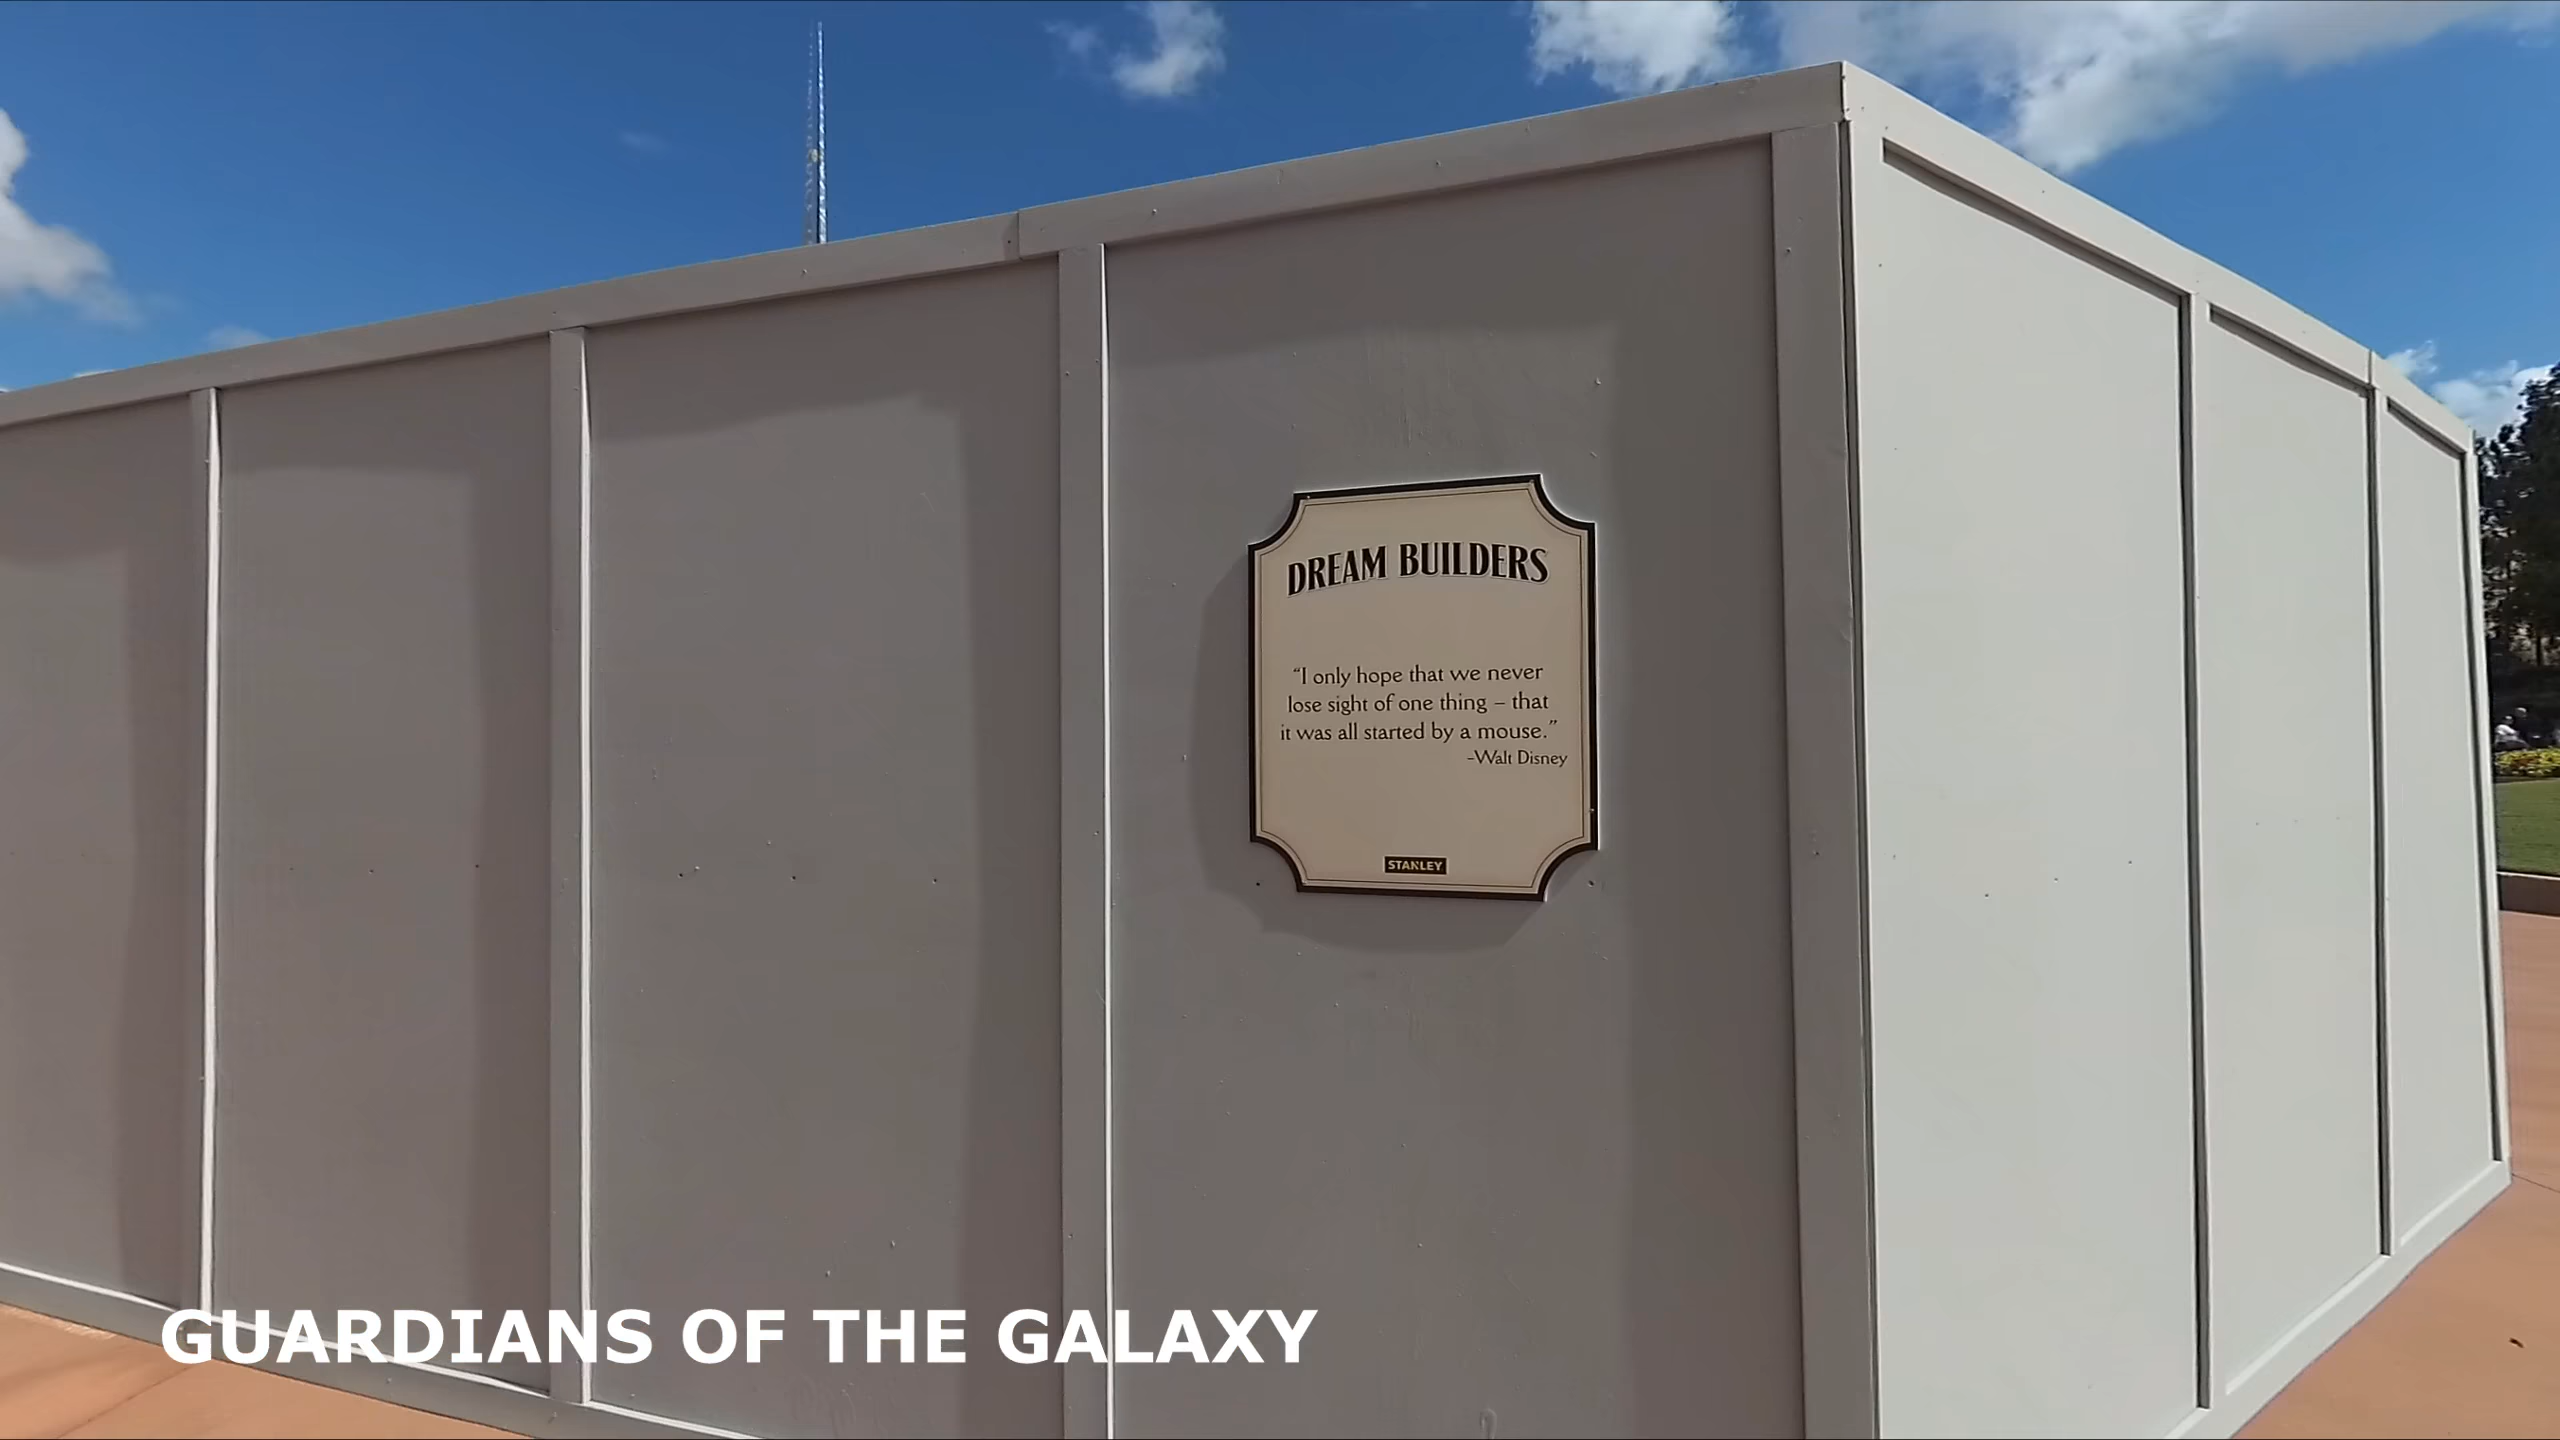 DREAM BUILDERS
“I only hope that we never
lose sight of one thing – that
it was all started by a mouse.”
-Walt Disney
STANLEY
GUARDIANS OF THE GALAXY